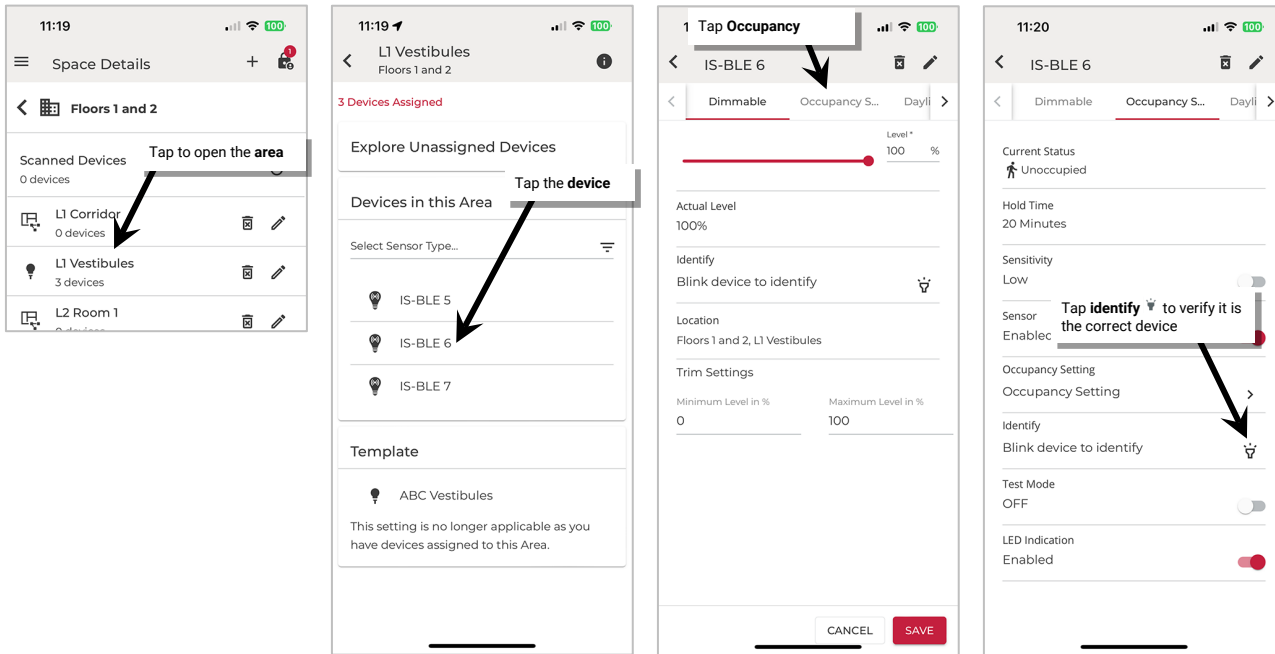 11:19
100
Space Details
1
Floors 1 and 2
Scanned Devices
0 devices
Tap to open the area
L1 Corridor
0 devices
L1 Vestibules
3 devices
L2 Room 1
0 devices
11:19
100
L1 Vestibules
Floors 1 and 2
3 Devices Assigned
Explore Unassigned Devices
Tap the device
Devices in this Area
Select Sensor Type...
IS-BLE 5
IS-BLE 6
IS-BLE 7
Template
ABC Vestibules
This setting is no longer applicable as you
have devices assigned to this Area.
1
Tap Occupancy
100
IS-BLE 6
Dimmable
Occupancy S...
Dayli
Level *
100 %
Actual Level
100%
Identify
Blink device to identify
Location
Floors 1 and 2, L1 Vestibules
Trim Settings
Minimum Level in %
Maximum Level in %
0
100
CANCEL
SAVE
11:20
100
IS-BLE 6
Dimmable
Occupancy S...
Dayli
Current Status
Unoccupied
Hold Time
20 Minutes
Sensitivity
Low
Sensor
Enabled
Tap identify to verify it is
the correct device
Occupancy Setting
Occupancy Setting
Identify
Blink device to identify
Test Mode
OFF
LED Indication
Enabled